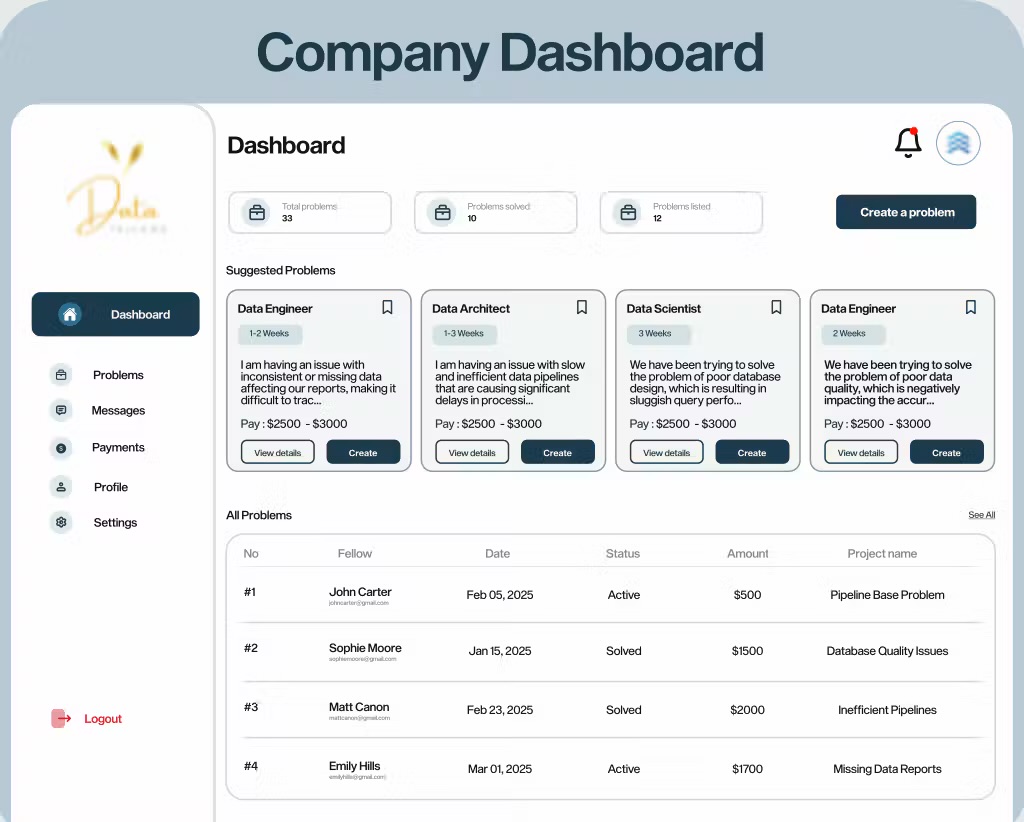 Company Dashboard
Data
Dashboard
Total problems
33
Problems solved
10
Problems listed
12
Create a problem
Dashboard
Problems
Messages
Payments
Profile
Settings
Logout
Suggested Problems
Data Engineer
1-2 Weeks
I am having an issue with
inconsistent or missing data
affecting our reports, making it
difficult to trac...
Pay : $2500 - $3000
View details
Create
Data Architect
1-3 Weeks
I am having an issue with slow
and inefficient data pipelines
that are causing significant
delays in processi...
Pay : $2500 - $3000
View details
Create
Data Scientist
3 Weeks
We have been trying to solve
the problem of poor database
design, which is resulting in
sluggish query perfo...
Pay : $2500 - $3000
View details
Create
Data Engineer
2 Weeks
We have been trying to solve
the problem of poor data
quality, which is negatively
impacting the accur...
Pay : $2500 - $3000
View details
Create
All Problems
See All
No Fellow Date Status Amount Project name
#1 John Carter Feb 05, 2025 Active $500 Pipeline Base Problem
johncarter@gmail.com
#2 Sophie Moore Jan 15, 2025 Solved $1500 Database Quality Issues
sophiemoore@gmail.com
#3 Matt Canon Feb 23, 2025 Solved $2000 Inefficient Pipelines
mattcanon@gmail.com
#4 Emily Hills Mar 01, 2025 Active $1700 Missing Data Reports
emilyhills@gmail.com